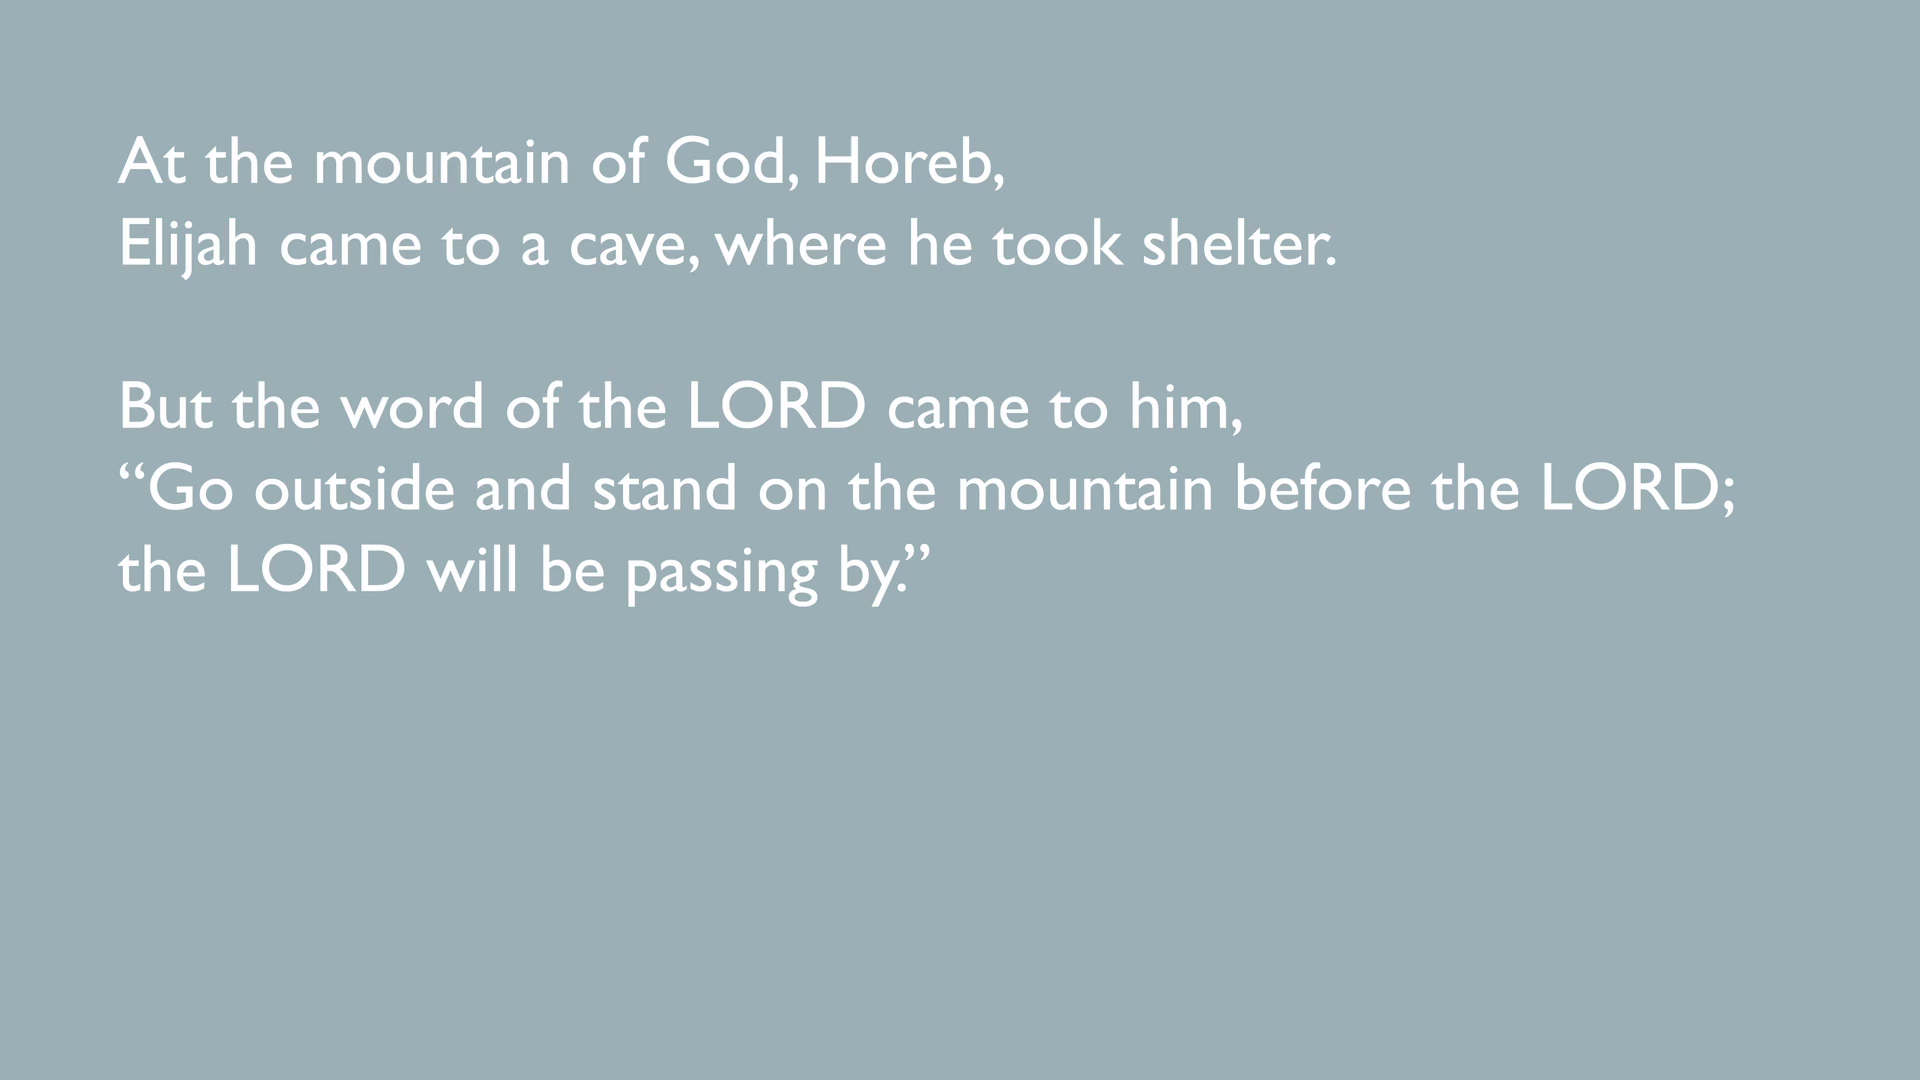 At the mountain of God, Horeb,
Elijah came to a cave, where he took shelter.
But the word of the LORD came to him,
“Go outside and stand on the mountain before the LORD;
the LORD will be passing by.”